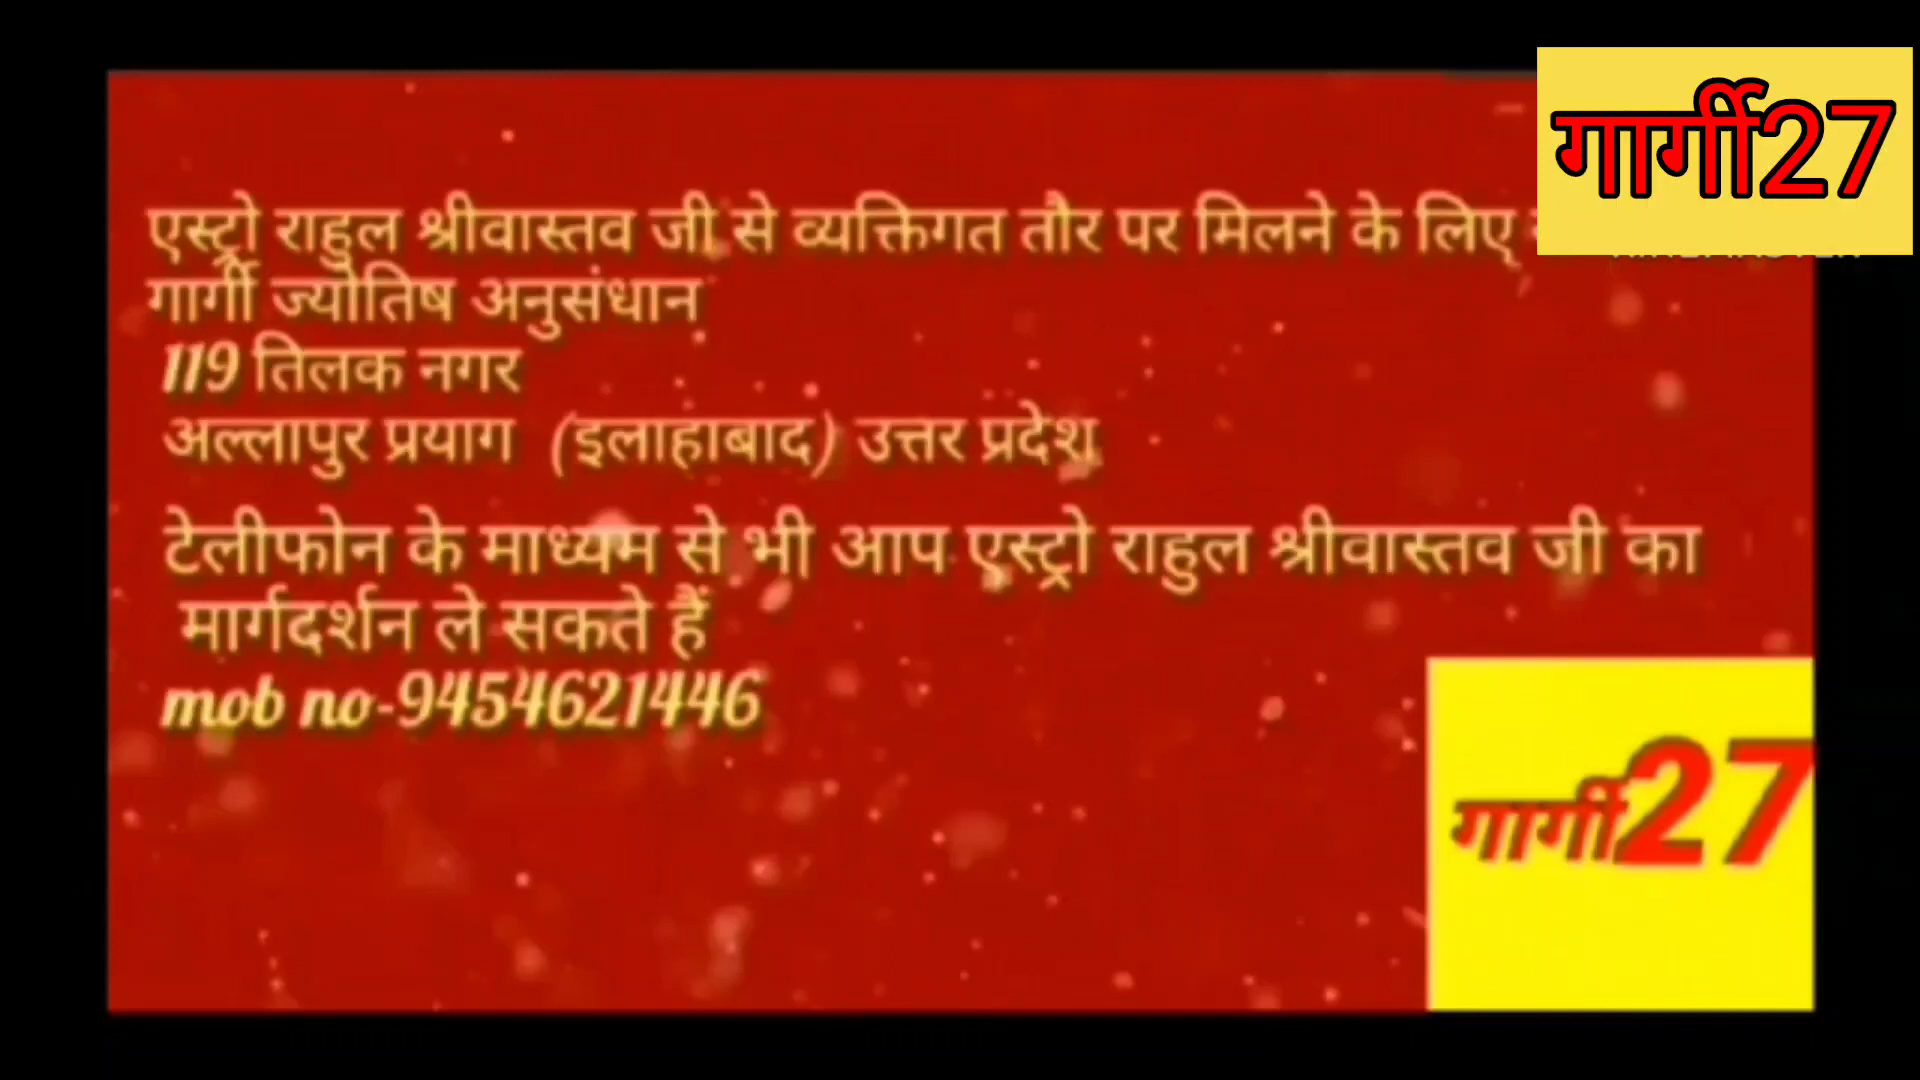 गार्गी27
एस्ट्रो राहुल श्रीवास्तव जी से व्यक्तिगत तौर पर मिलने के लिए
गार्गी ज्योतिष अनुसंधान
119 तिलक नगर
अल्लापुर प्रयाग (इलाहाबाद) उत्तर प्रदेश
टेलीफोन के माध्यम से भी आप एस्ट्रो राहुल श्रीवास्तव जी का
मार्गदर्शन ले सकते हैं
mob no-9454621446
गार्गी27